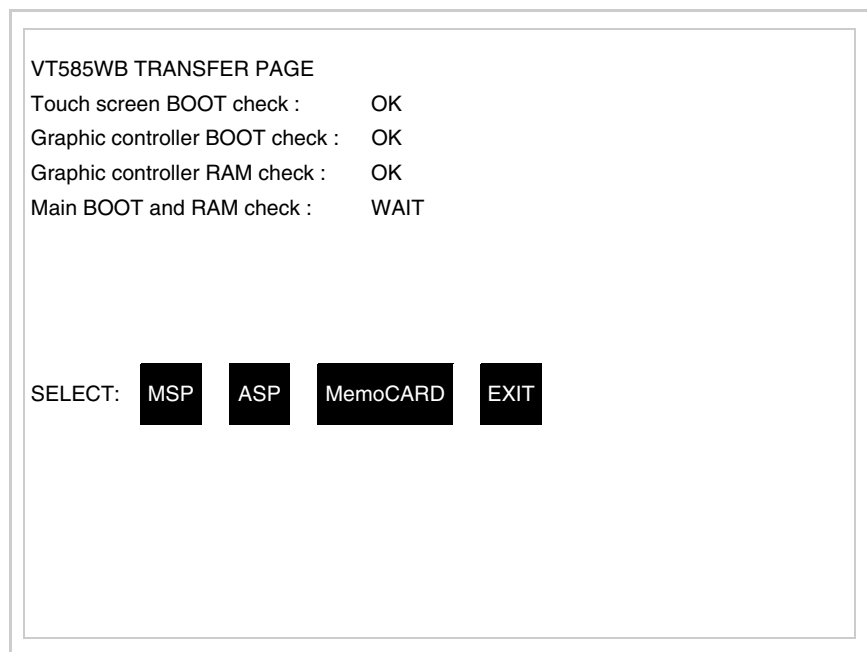 VT585WB TRANSFER PAGE
Touch screen BOOT check : OK
Graphic controller BOOT check : OK
Graphic controller RAM check : OK
Main BOOT and RAM check : WAIT
SELECT: MSP ASP MemoCARD EXIT